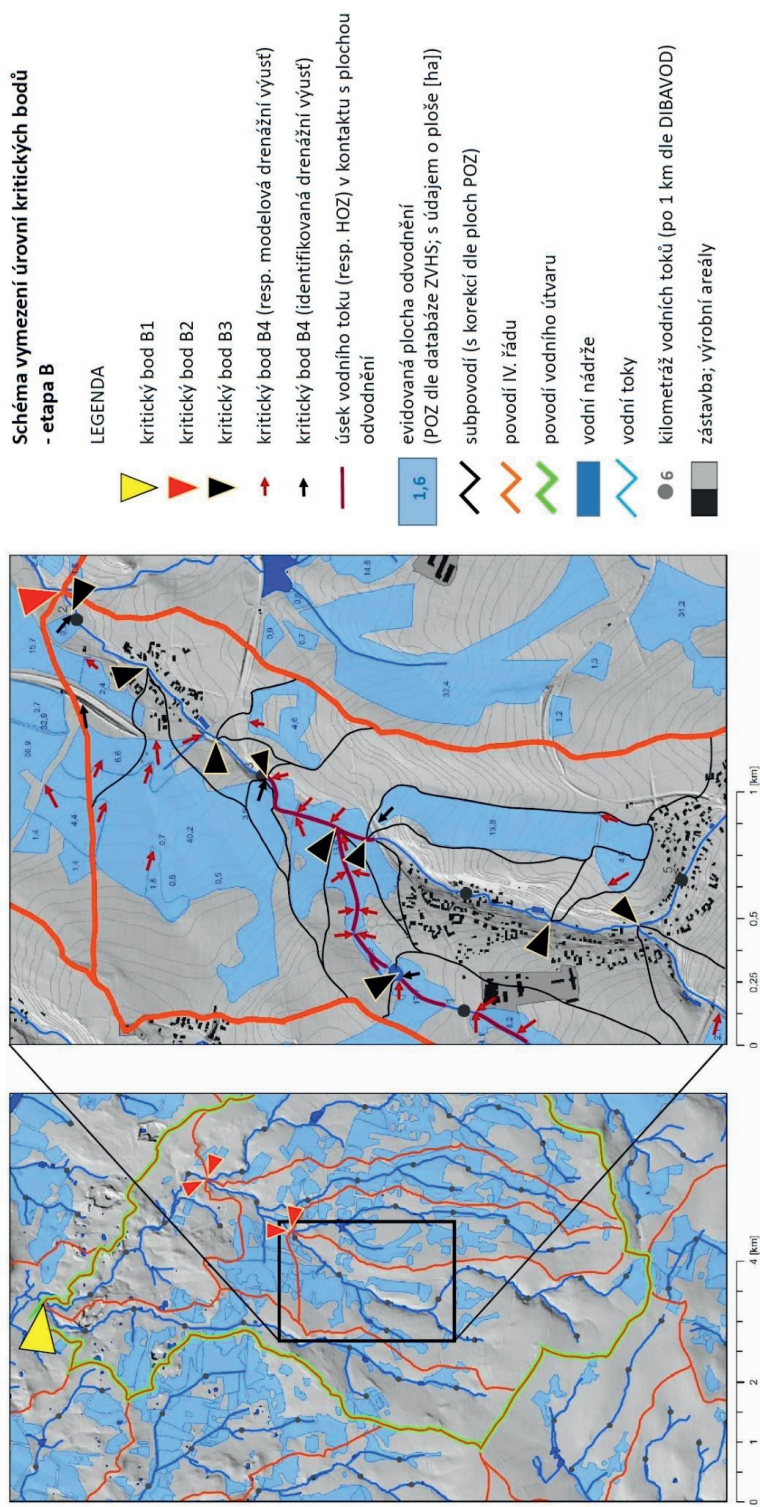 Schéma vymezení úrovní kritických bodů
- etapa B
LEGENDA
kritický bod B1
kritický bod B2
kritický bod B3
kritický bod B4 (resp. modelová drenážní výusť)
kritický bod B4 (identifikovaná drenážní výusť)
úsek vodního toku (resp. HOZ) v kontaktu s plochou
odvodnění
1,6
evidovaná plocha odvodnění
(POZ dle databáze ZVHS; s údajem o ploše [ha])
subpovodí (s korekcí dle ploch POZ)
povodí IV. řádu
povodí vodního útvaru
vodní nádrže
vodní toky
6
kilometráž vodních toků (po 1 km dle DIBAVOD)
zástavba; výrobní areály
15,7
2
3,7
52,9
56,9
2,4
6,6
1,4
4,4
1,4
0,7
40,2
1,8
0,5
0,5
14,8
0,9
0,7
32,4
4,6
1,3
1,2
31,2
13,9
5
1
8,2
0 0,25 0,5 1 [km]
0 1 2 4 [km]